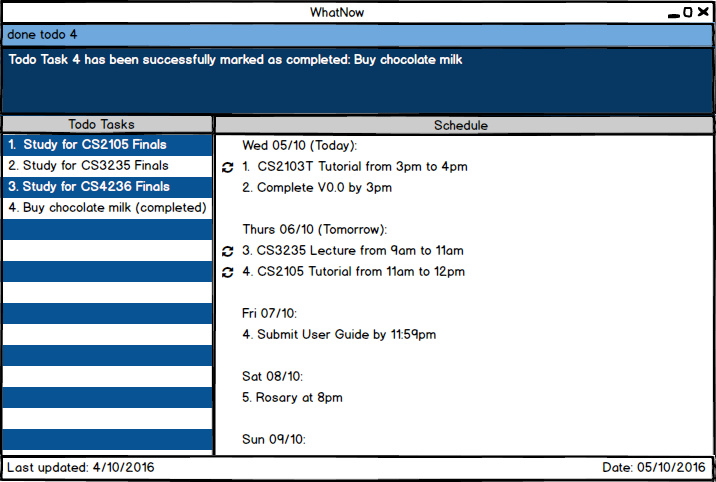 WhatNow
done todo 4
Todo Task 4 has been successfully marked as completed: Buy chocolate milk
Todo Tasks
1. Study for CS2105 Finals
2. Study for CS3235 Finals
3. Study for CS4236 Finals
4. Buy chocolate milk (completed)
Schedule
Wed 05/10 (Today):
1. CS2103T Tutorial from 3pm to 4pm
2. Complete V0.0 by 3pm
Thurs 06/10 (Tomorrow):
3. CS3235 Lecture from 9am to 11am
4. CS2105 Tutorial from 11am to 12pm
Fri 07/10:
4. Submit User Guide by 11:59pm
Sat 08/10:
5. Rosary at 8pm
Sun 09/10:
Last updated: 4/10/2016
Date: 05/10/2016